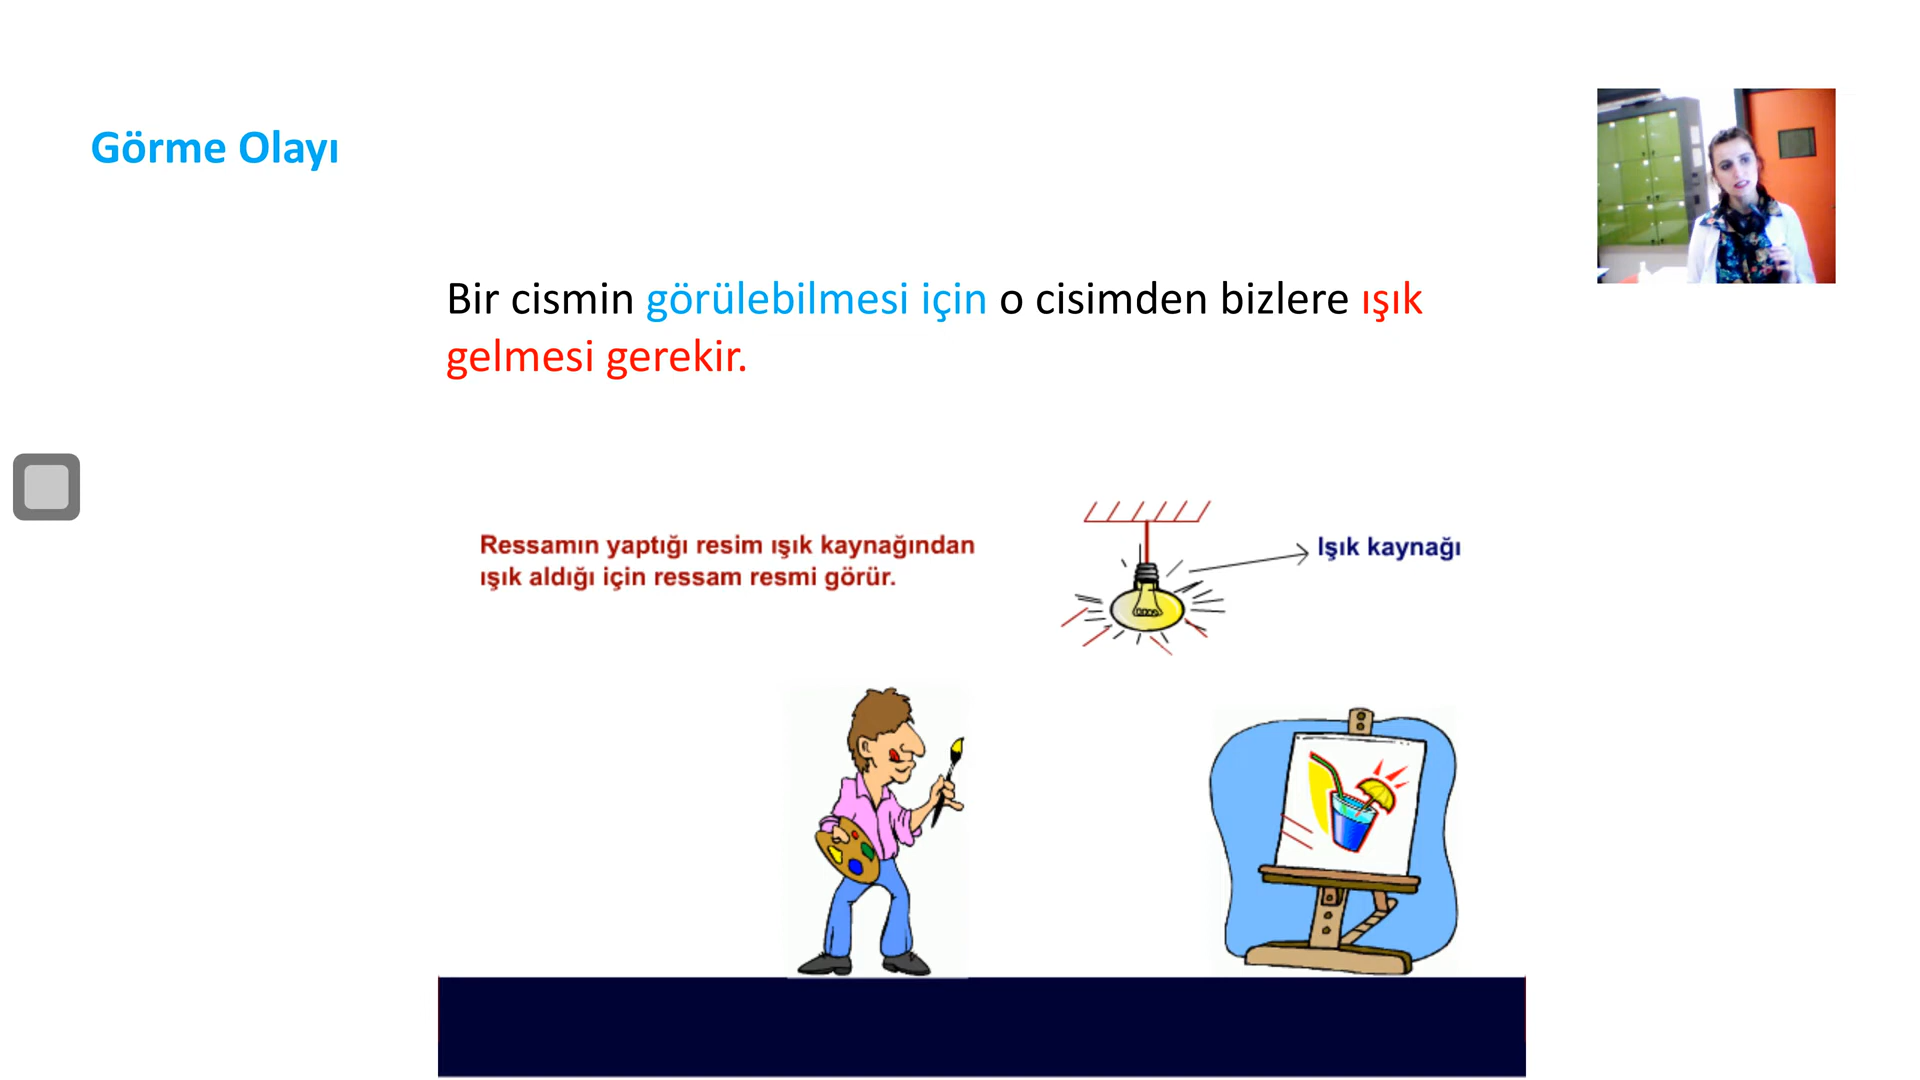 Görme Olayı
Bir cismin görülebilmesi için o cisimden bizlere ışık
gelmesi gerekir.
Ressamın yaptığı resim ışık kaynağından
ışık aldığı için ressam resmi görür.
Işık kaynağı